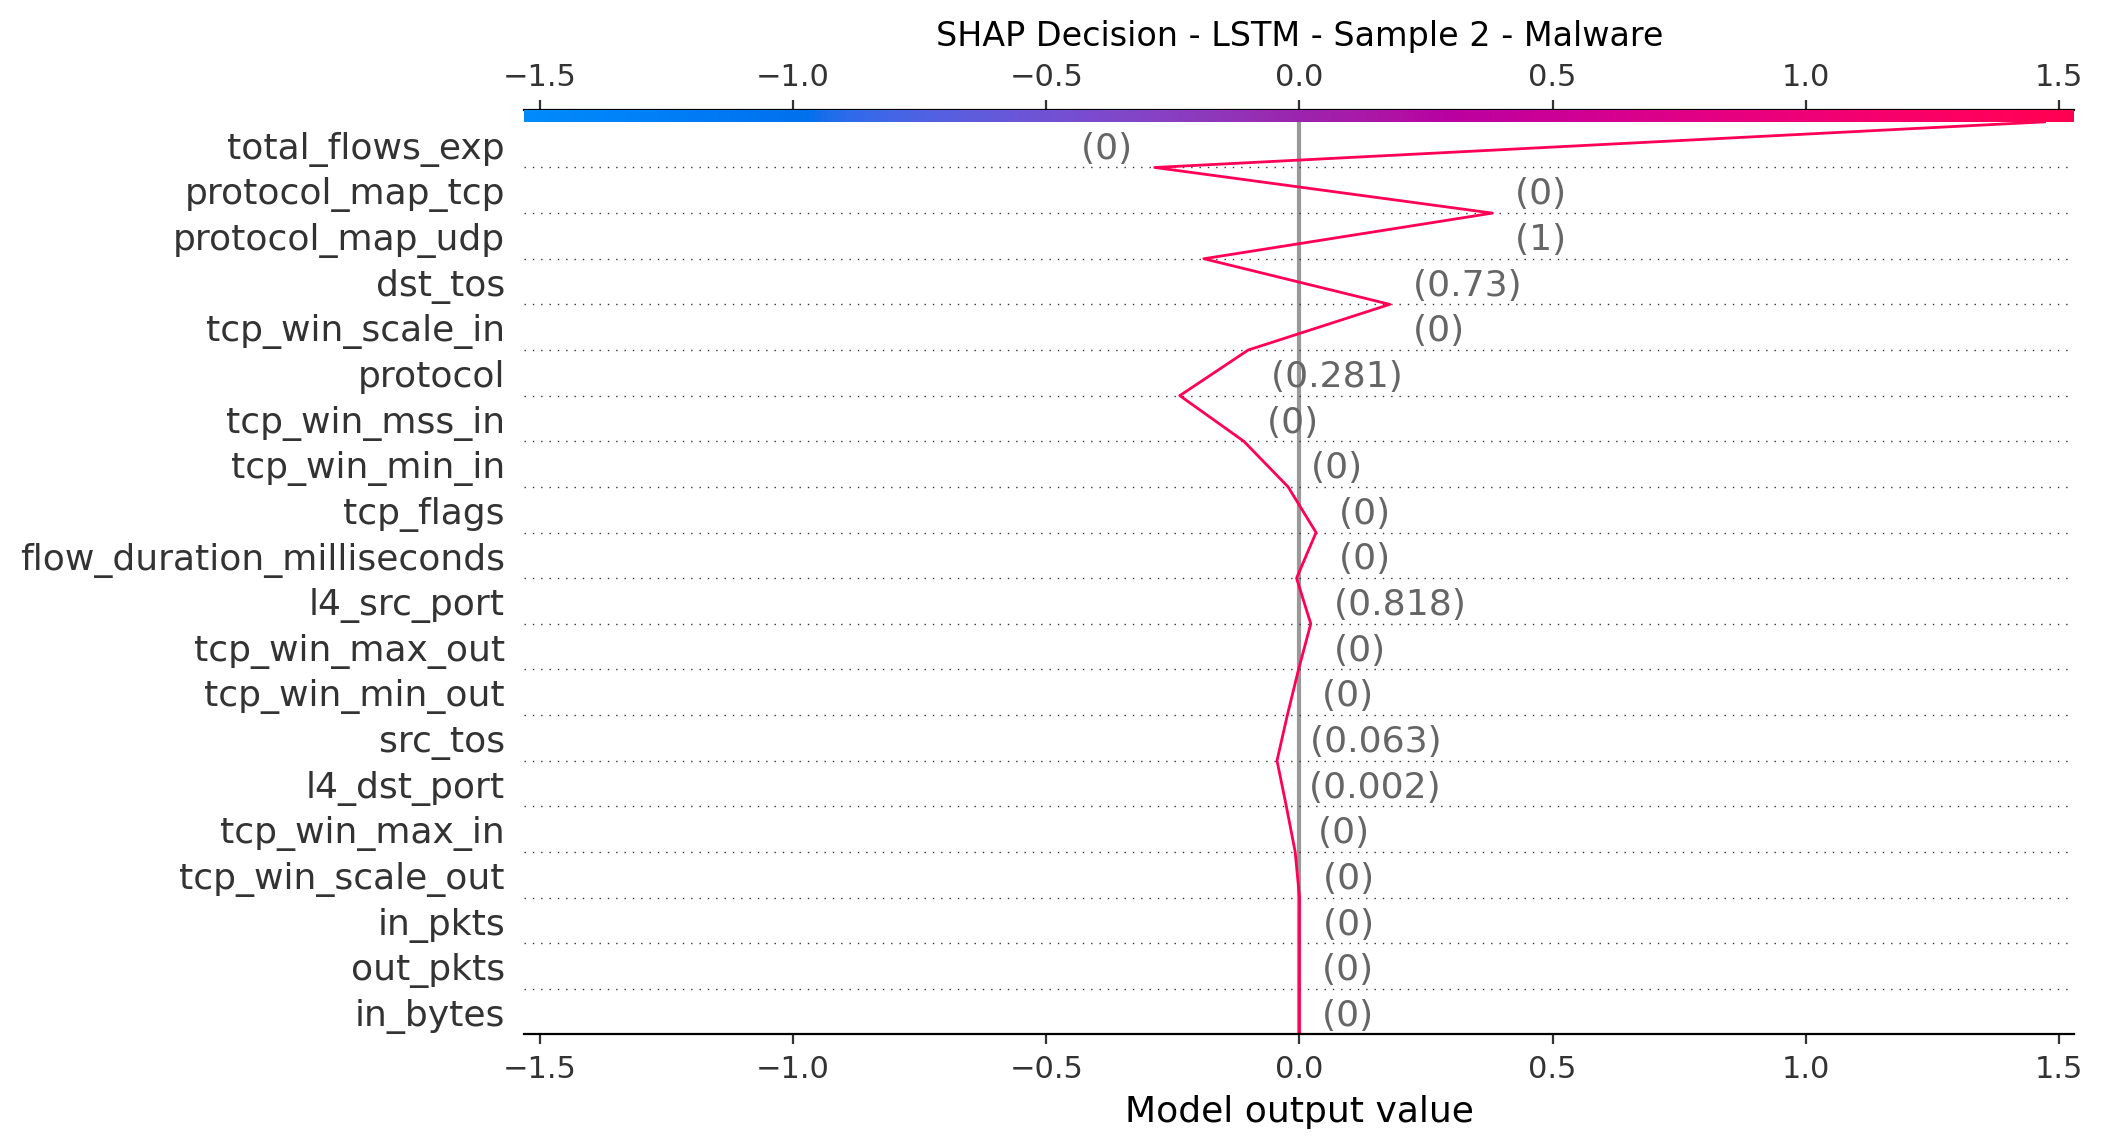 SHAP Decision - LSTM - Sample 2 - Malware
−1.5 −1.0 −0.5 0.0 0.5 1.0 1.5
total_flows_exp (0)
protocol_map_tcp (0)
protocol_map_udp (1)
dst_tos (0.73)
tcp_win_scale_in (0)
protocol (0.281)
tcp_win_mss_in (0)
tcp_win_min_in (0)
tcp_flags (0)
flow_duration_milliseconds (0)
l4_src_port (0.818)
tcp_win_max_out (0)
tcp_win_min_out (0)
src_tos (0.063)
l4_dst_port (0.002)
tcp_win_max_in (0)
tcp_win_scale_out (0)
in_pkts (0)
out_pkts (0)
in_bytes (0)
−1.5 −1.0 −0.5 0.0 0.5 1.0 1.5
Model output value